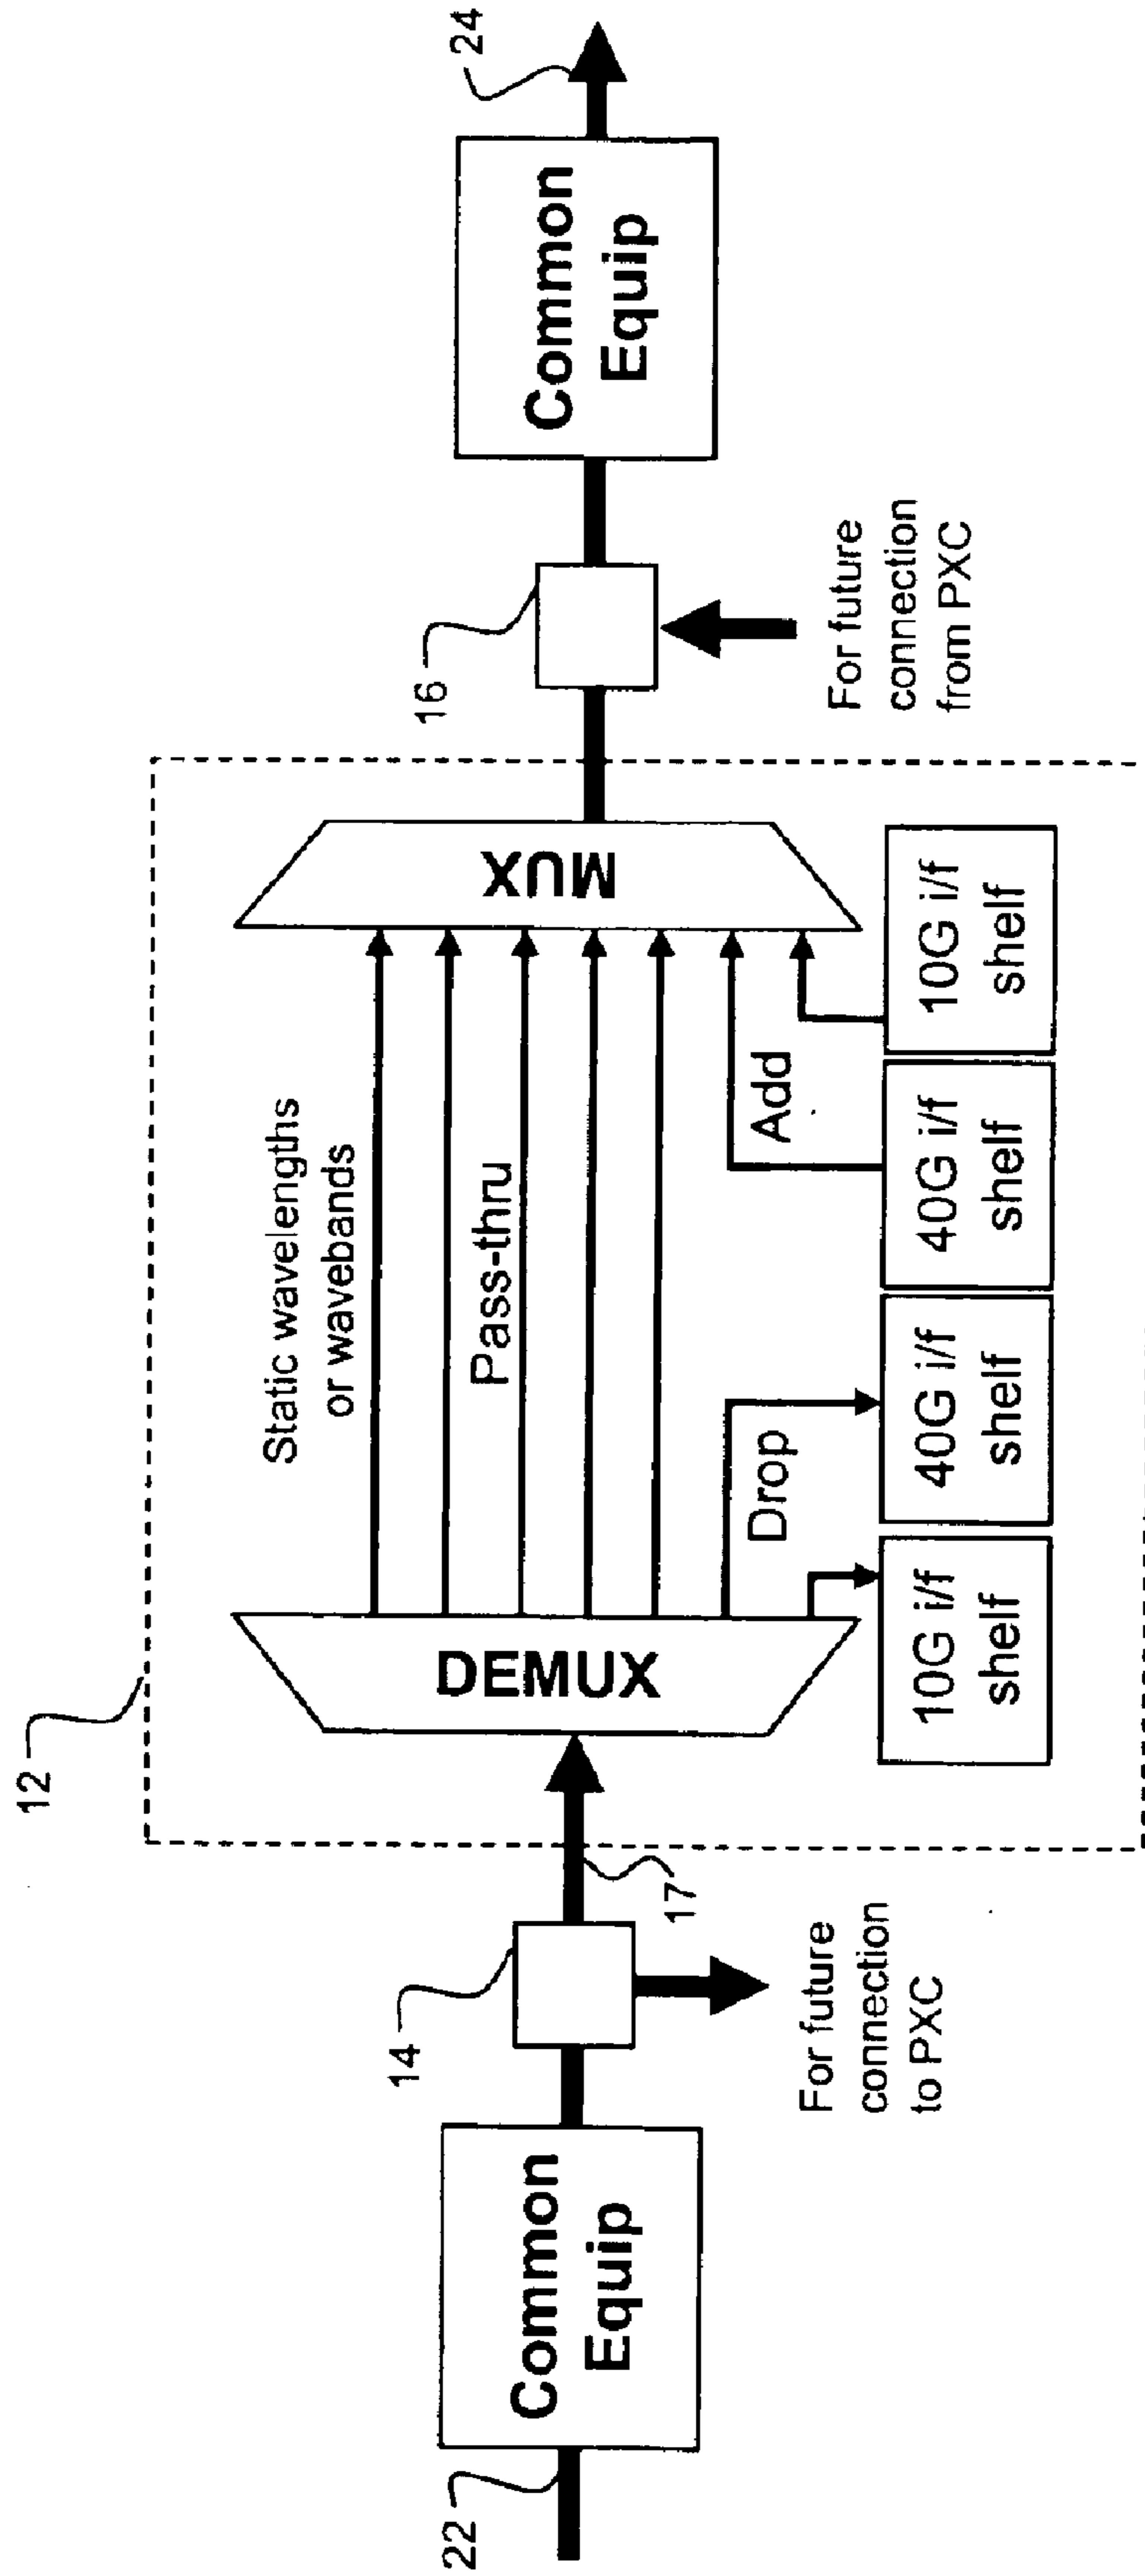 12
22
Common
Equip
14
For future
connection
to PXC
17
DEMUX
Static wavelengths
or wavebands
Pass-thru
Drop
Add
10G i/f
shelf
40G i/f
shelf
40G i/f
shelf
10G i/f
shelf
MUX
16
For future
connection
from PXC
Common
Equip
24